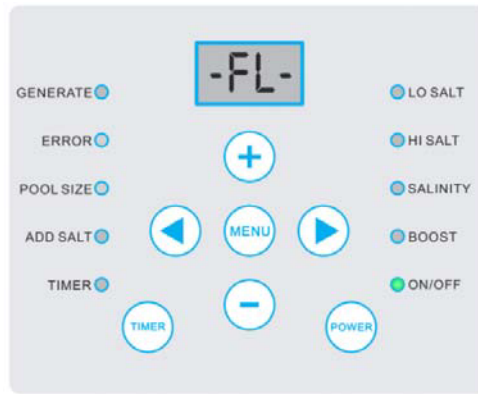 -FL-
GENERATE
ERROR
POOL SIZE
ADD SALT
TIMER
+
MENU
-
TIMER
POWER
LO SALT
HI SALT
SALINITY
BOOST
ON/OFF